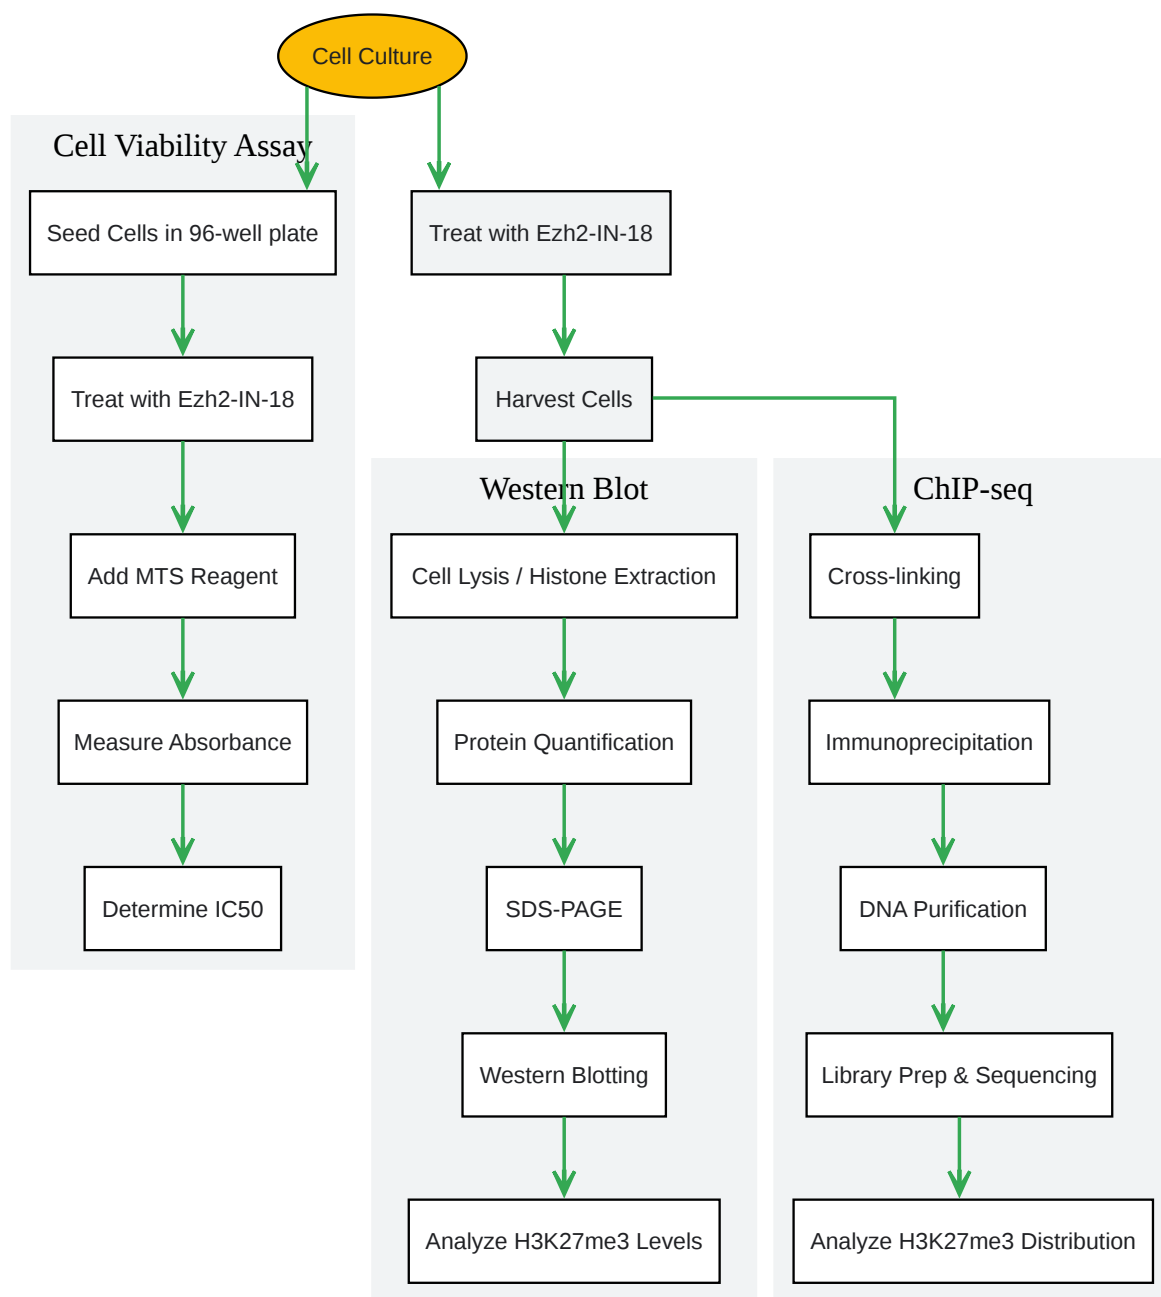 Cell Culture
Cell Viability Assay
Seed Cells in 96-well plate
Treat with Ezh2-IN-18
Add MTS Reagent
Measure Absorbance
Determine IC50
Treat with Ezh2-IN-18
Harvest Cells
Western Blot
Cell Lysis / Histone Extraction
Protein Quantification
SDS-PAGE
Western Blotting
Analyze H3K27me3 Levels
ChIP-seq
Cross-linking
Immunoprecipitation
DNA Purification
Library Prep & Sequencing
Analyze H3K27me3 Distribution